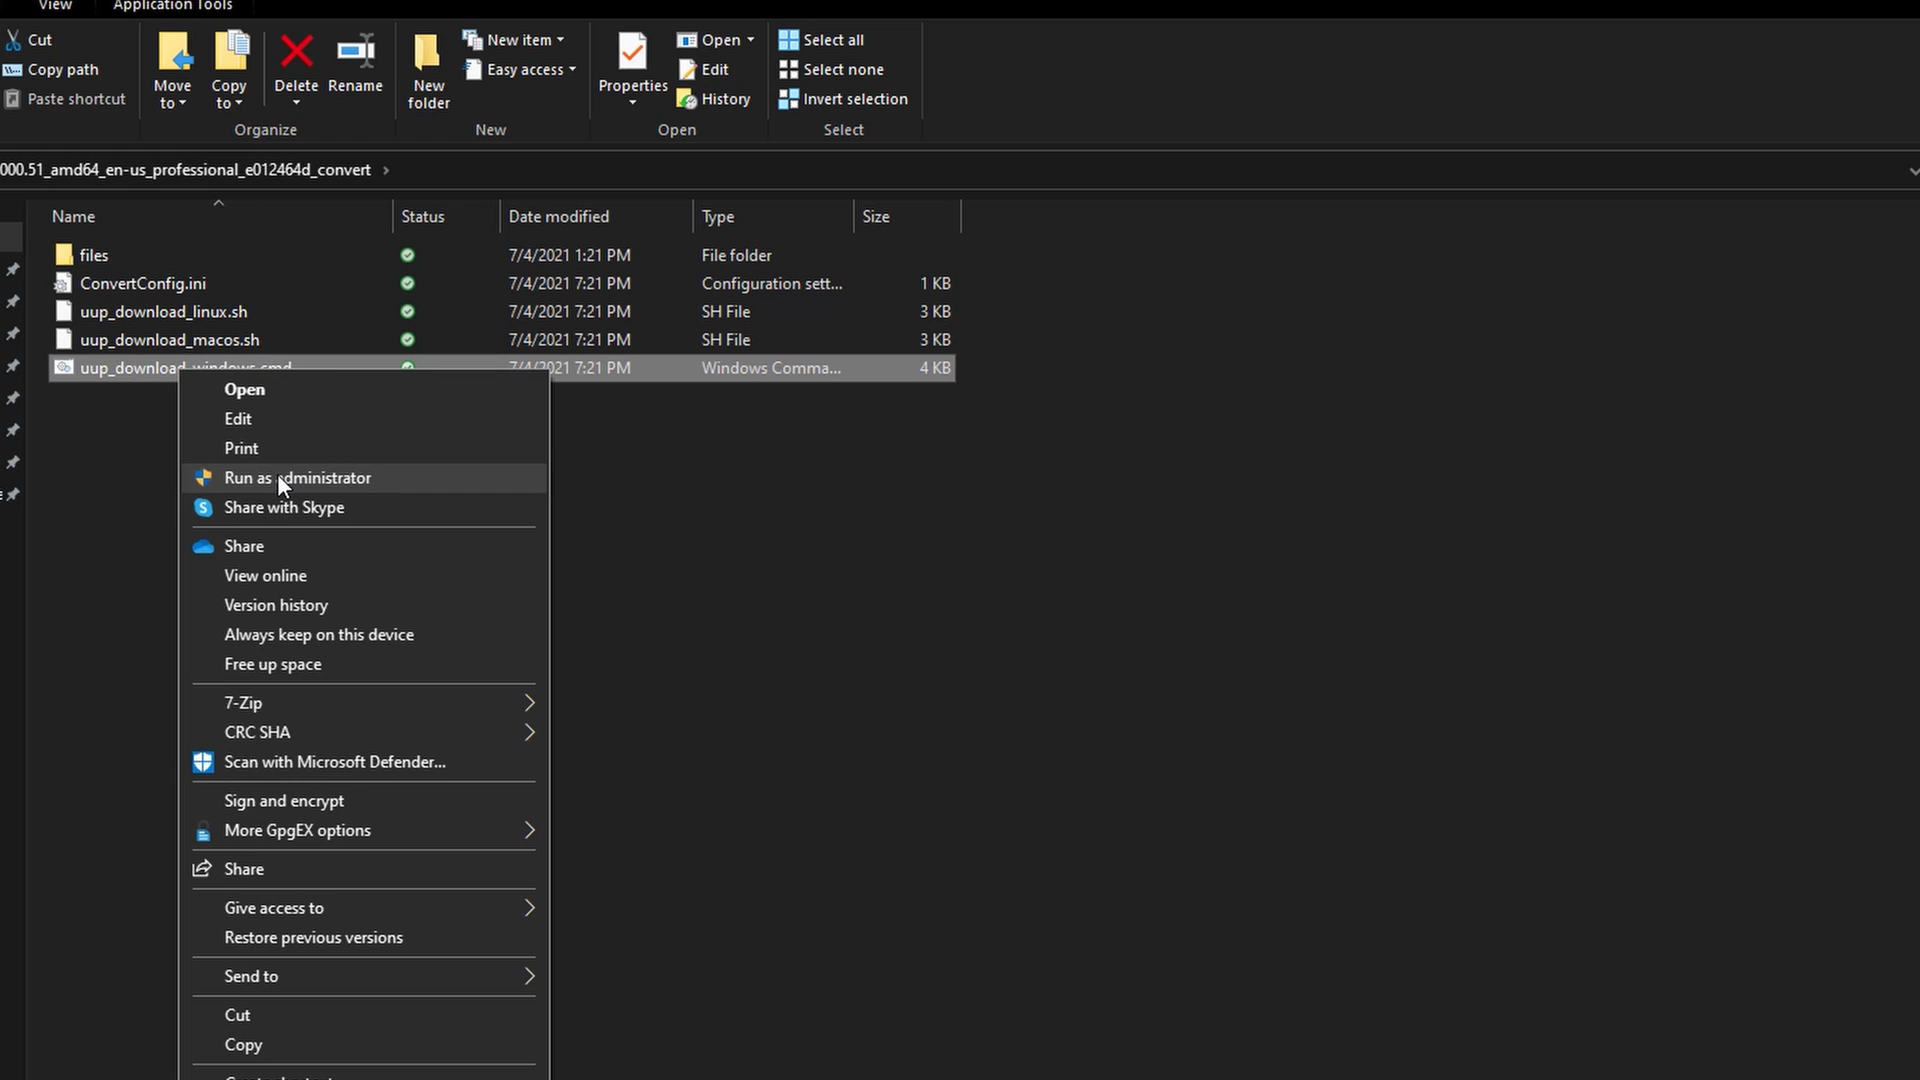 View
Application Tools
Cut
Copy path
Paste shortcut
Move to
Copy to
Delete
Rename
Organize
New folder
New item
Easy access
New
Properties
Open
Edit
History
Open
Select all
Select none
Invert selection
Select
000.51_amd64_en-us_professional_e012464d_convert
Name Status Date modified Type Size
files 7/4/2021 1:21 PM File folder
ConvertConfig.ini 7/4/2021 7:21 PM Configuration sett... 1 KB
uup_download_linux.sh 7/4/2021 7:21 PM SH File 3 KB
uup_download_macos.sh 7/4/2021 7:21 PM SH File 3 KB
uup_download_windows.cmd 7/4/2021 7:21 PM Windows Comma... 4 KB
Open
Edit
Print
Run as administrator
Share with Skype
Share
View online
Version history
Always keep on this device
Free up space
7-Zip
CRC SHA
Scan with Microsoft Defender...
Sign and encrypt
More GpgEX options
Share
Give access to
Restore previous versions
Send to
Cut
Copy